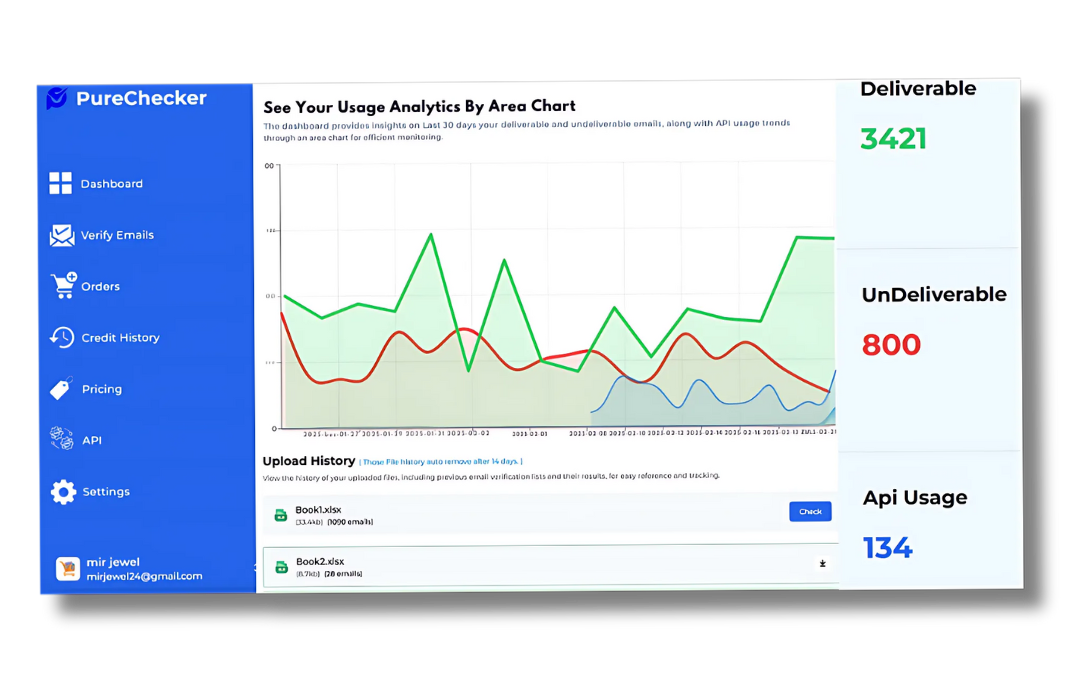 PureChecker
Dashboard
Verify Emails
Orders
Credit History
Pricing
API
Settings
mir jewel
mirjewel24@gmail.com
See Your Usage Analytics By Area Chart
The dashboard provides insights on Last 30 days your deliverable and undeliverable emails, along with API usage trends
through an area chart for efficient monitoring.
00
00
0
Upload History ( Those File history auto remove after 14 days. )
View the history of your uploaded files, including previous email verification lists and their results, for easy reference and tracking.
Book1.xlsx
(33.4kb) (1090 emails)
Check
Book2.xlsx
(8.7kb) (28 emails)
Deliverable
3421
UnDeliverable
800
Api Usage
134